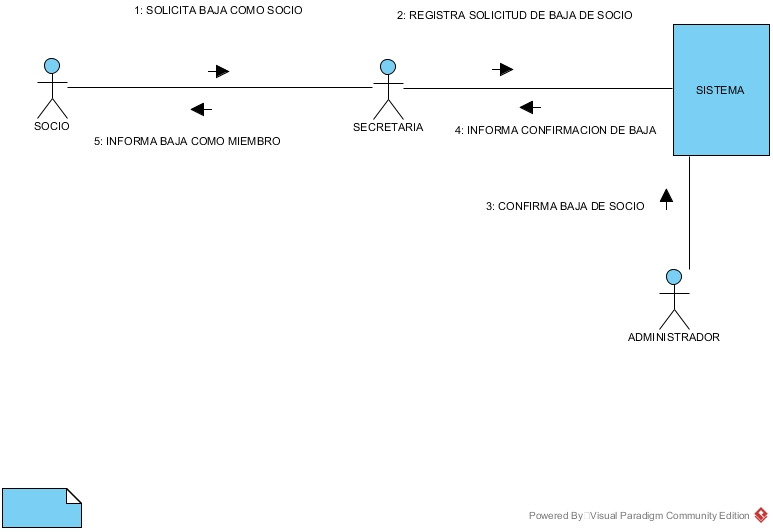 1: SOLICITA BAJA COMO SOCIO
2: REGISTRA SOLICITUD DE BAJA DE SOCIO
SISTEMA
SOCIO
SECRETARIA
5: INFORMA BAJA COMO MIEMBRO
4: INFORMA CONFIRMACION DE BAJA
3: CONFIRMA BAJA DE SOCIO
ADMINISTRADOR
Powered By Visual Paradigm Community Edition